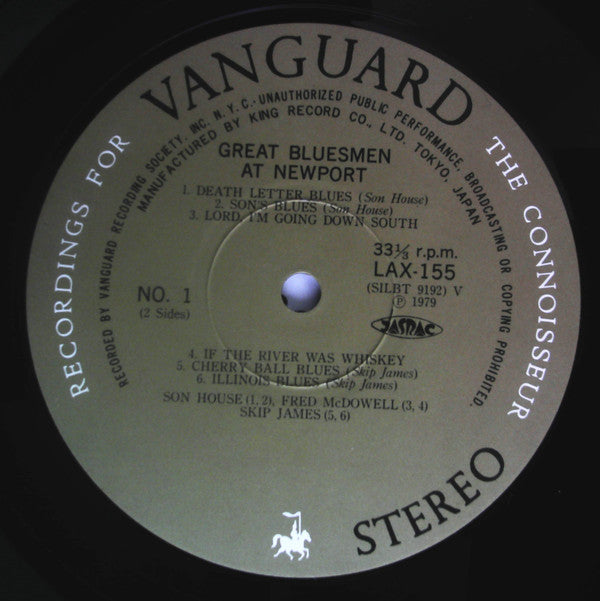 VANGUARD
RECORDINGS FOR THE CONNOISSEUR
RECORDED BY VANGUARD RECORDING SOCIETY, INC. N.Y.C.·UNAUTHORIZED PUBLIC PERFORMANCE, BROADCASTING OR COPYING PROHIBITED.
MANUFACTURED BY KING RECORD CO., LTD. TOKYO, JAPAN
GREAT BLUESMEN
AT NEWPORT
1. DEATH LETTER BLUES (Son House)
2. SON'S BLUES (Son House)
3. LORD, I'M GOING DOWN SOUTH
33⅓ r.p.m.
LAX-155
(SILBT 9192) V
Ⓟ 1979
JASRAC
NO. 1
(2 Sides)
4. IF THE RIVER WAS WHISKEY
5. CHERRY BALL BLUES (Skip James)
6. ILLINOIS BLUES (Skip James)
SON HOUSE (1, 2), FRED McDOWELL (3, 4)
SKIP JAMES (5, 6)
STEREO